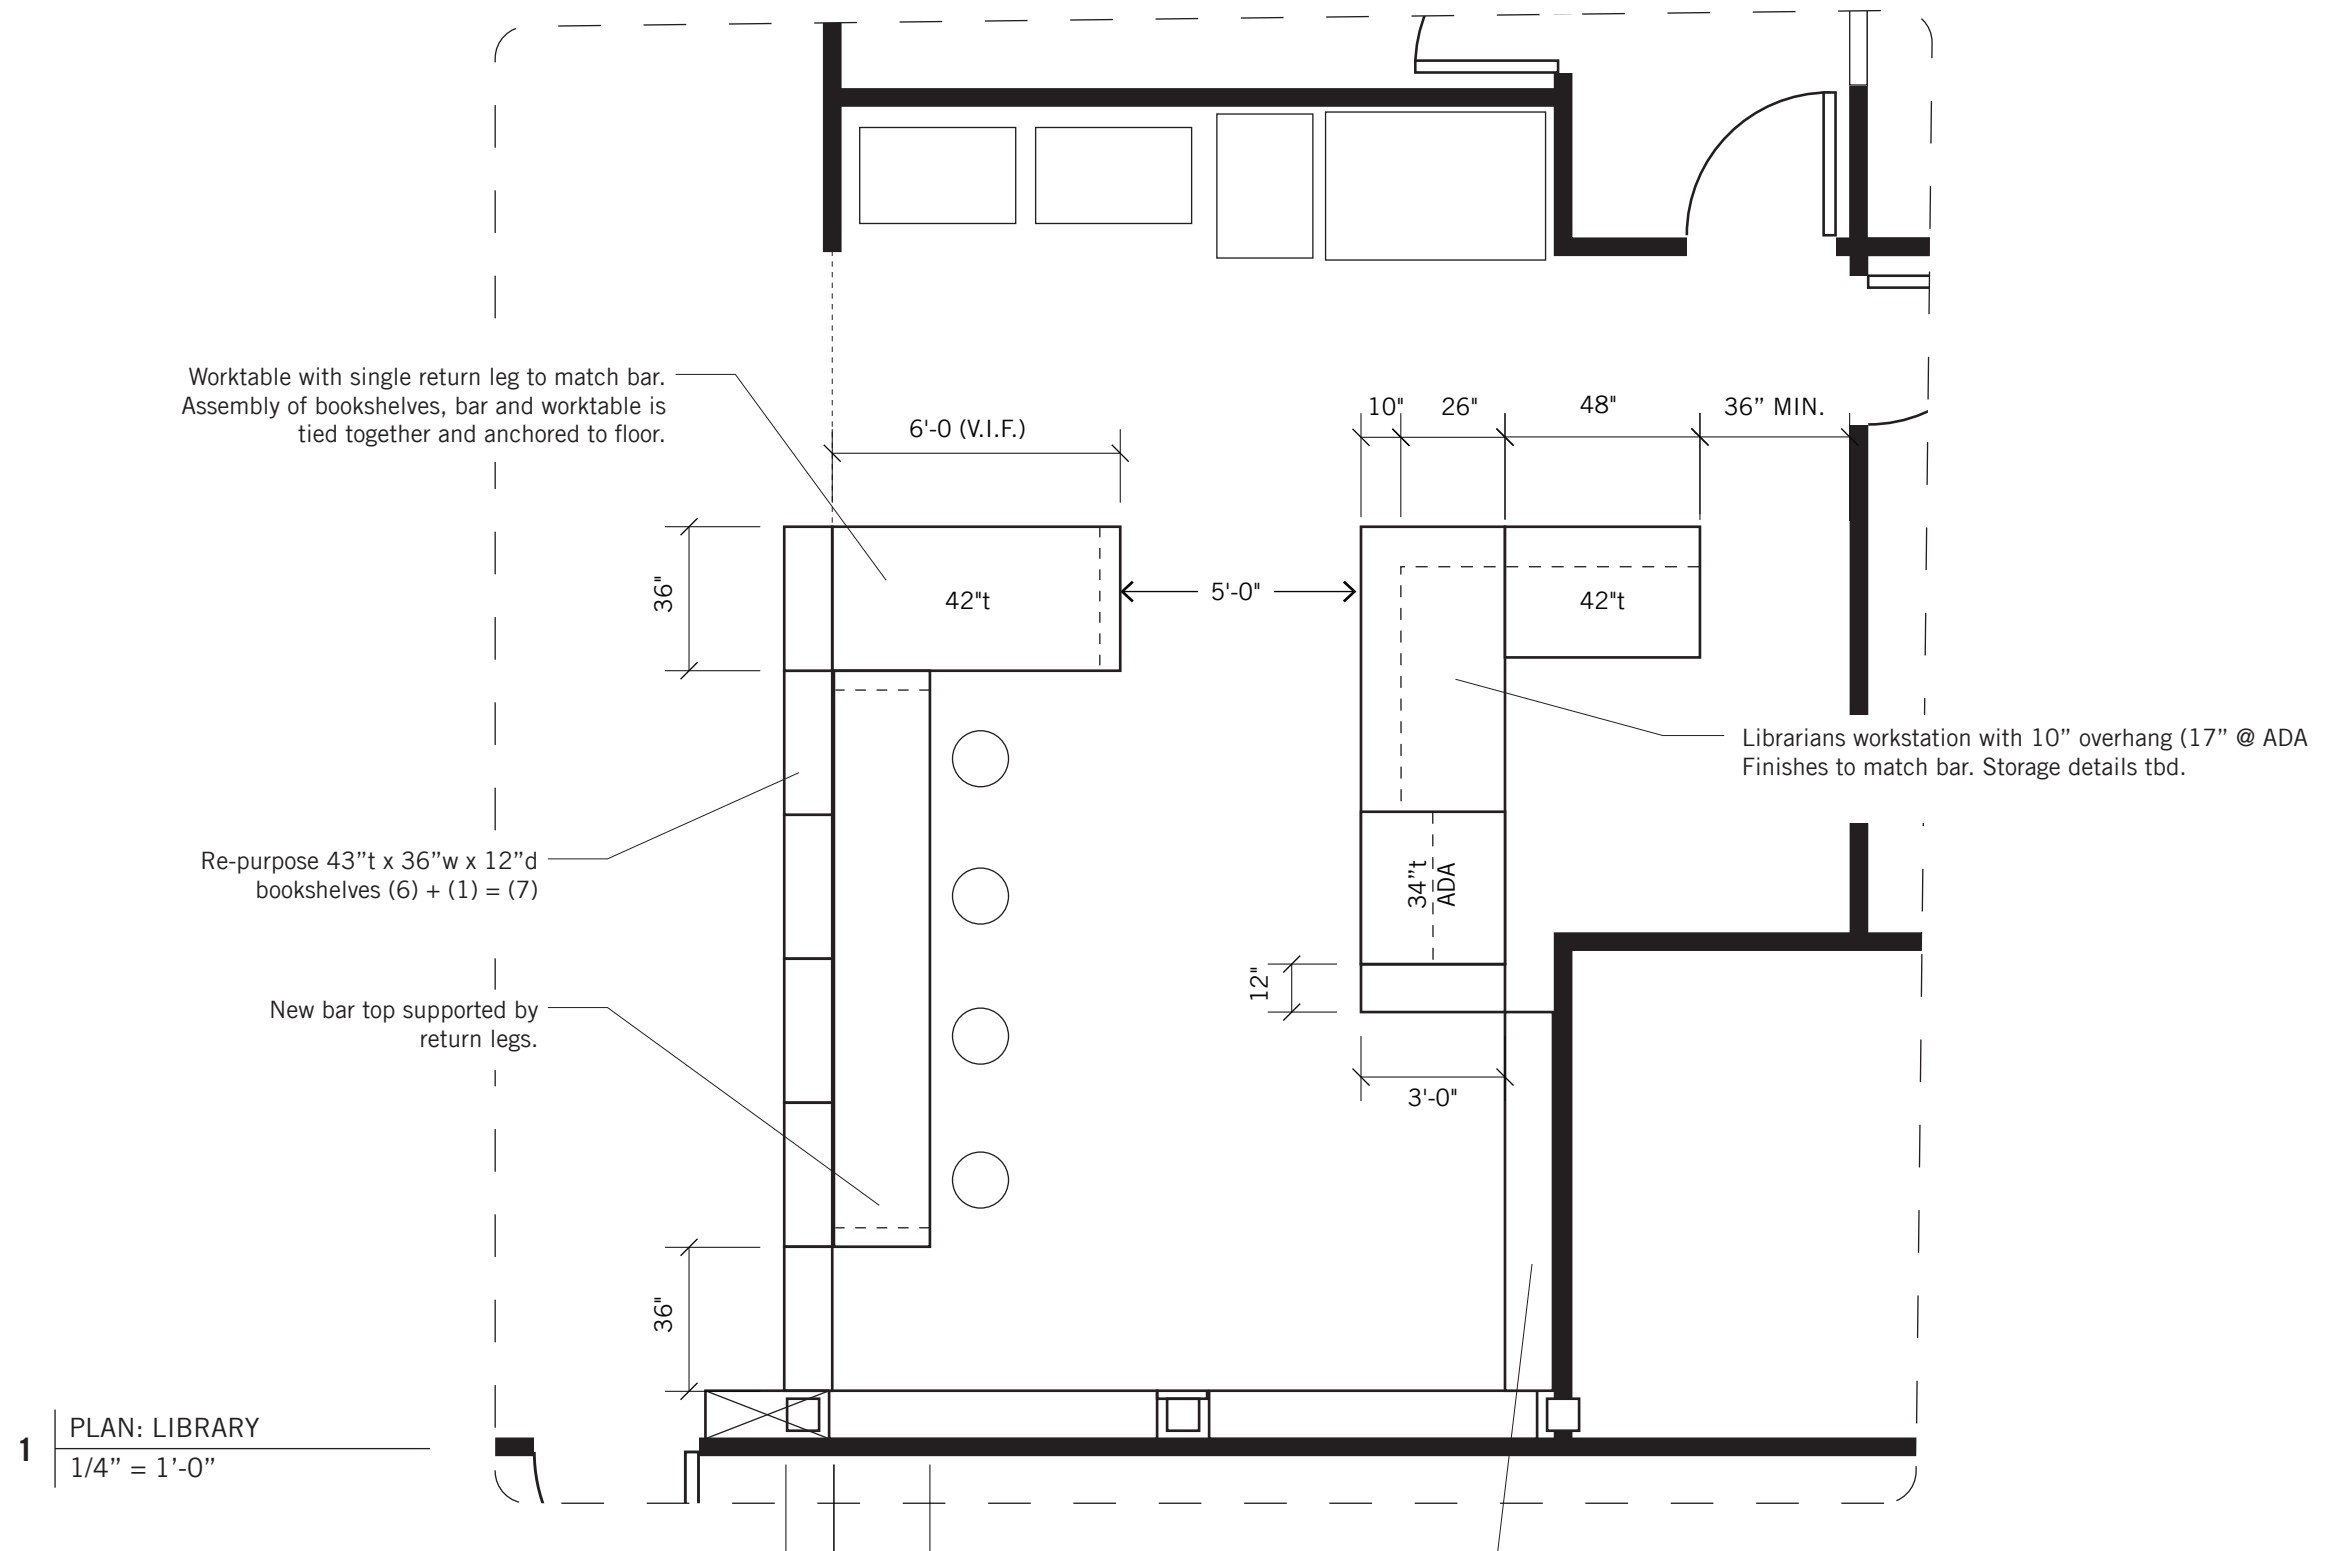 Worktable with single return leg to match bar.
Assembly of bookshelves, bar and worktable is
tied together and anchored to floor.
6'-0 (V.I.F.)
10"
26"
48"
36” MIN.
36"
42"t
5'-0"
42"t
Librarians workstation with 10” overhang (17” @ ADA
Finishes to match bar. Storage details tbd.
Re-purpose 43”t x 36”w x 12”d
bookshelves (6) + (1) = (7)
34”t
ADA
12"
New bar top supported by
return legs.
3'-0"
36"
1
PLAN: LIBRARY
1/4” = 1’-0”